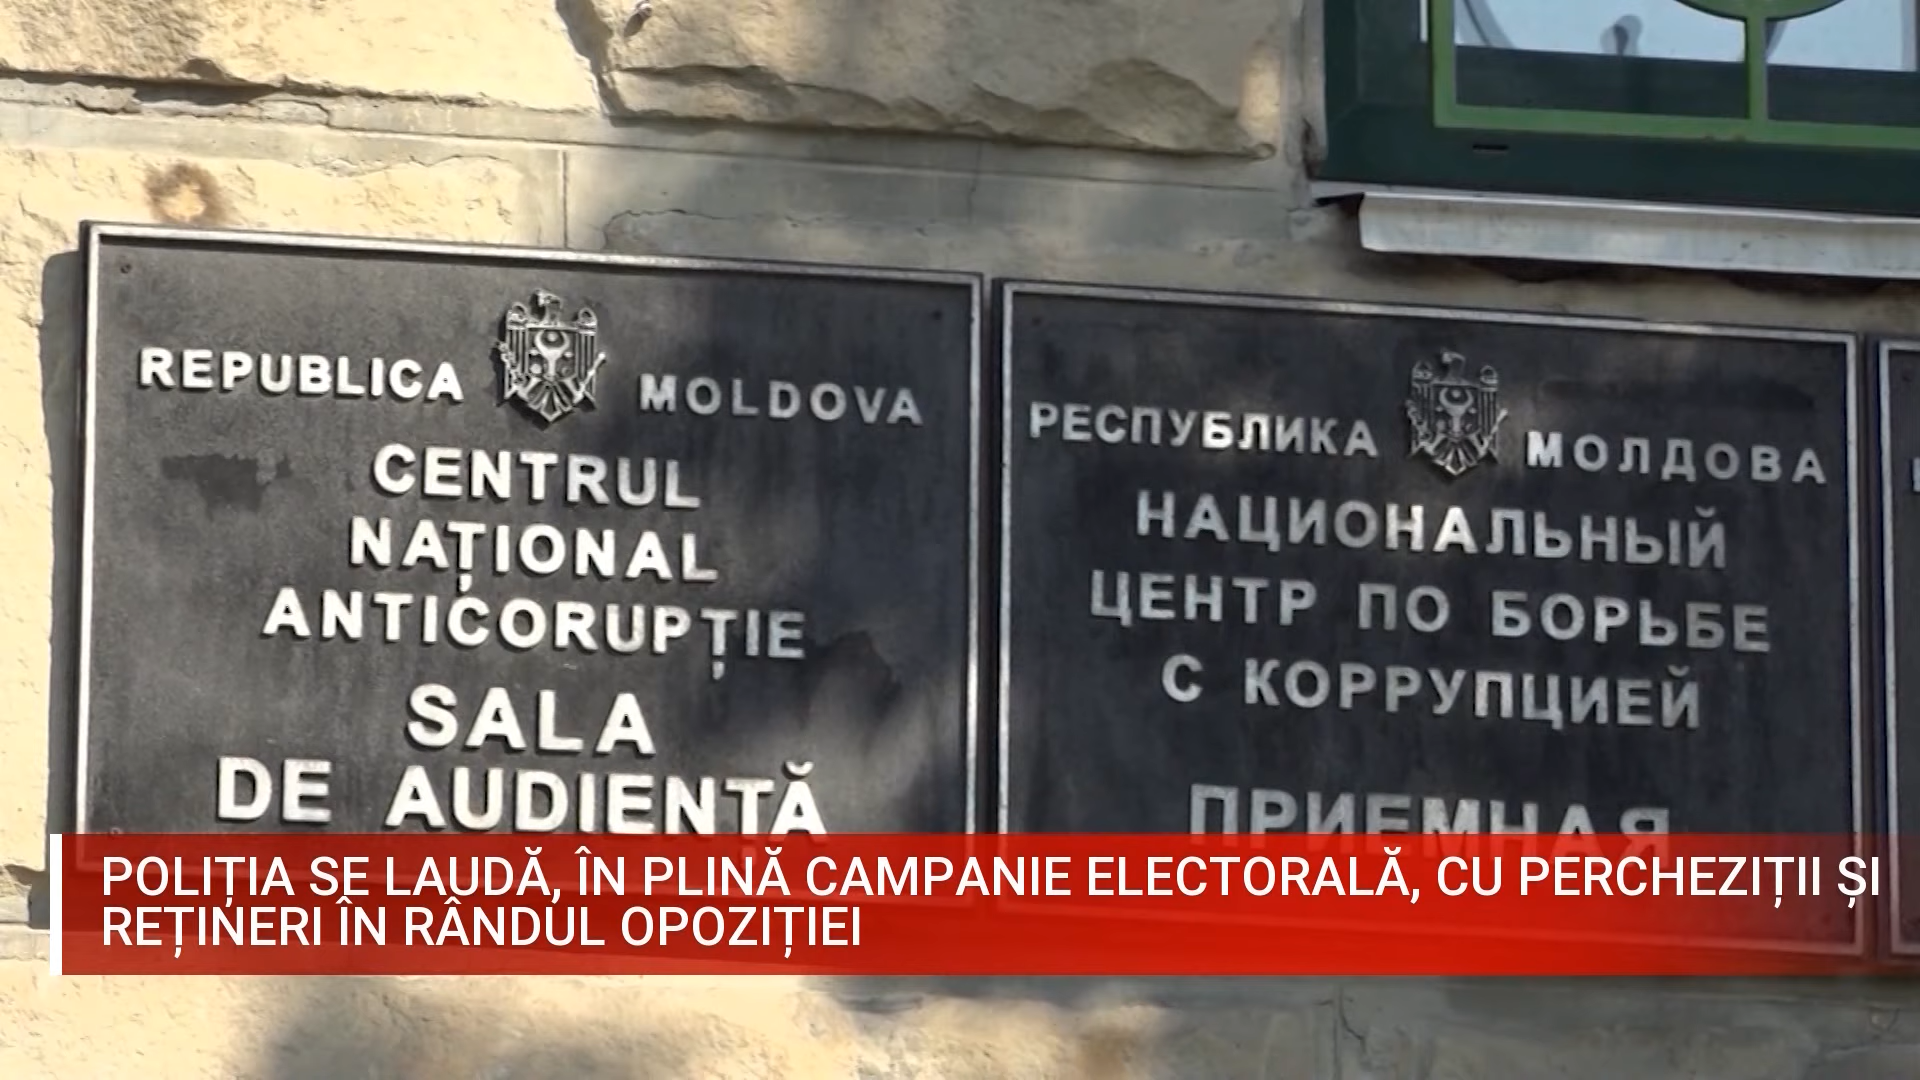 REPUBLICA MOLDOVA
CENTRUL
NAȚIONAL
ANTICORUPȚIE
SALA
DE AUDIENȚĂ
РЕСПУБЛИКА МОЛДОВА
НАЦИОНАЛЬНЫЙ
ЦЕНТР ПО БОРЬБЕ
С КОРРУПЦИЕЙ
ПРИЕМНАЯ
POLIȚIA SE LAUDĂ, ÎN PLINĂ CAMPANIE ELECTORALĂ, CU PERCHEZIȚII ȘI
REȚINERI ÎN RÂNDUL OPOZIȚIEI